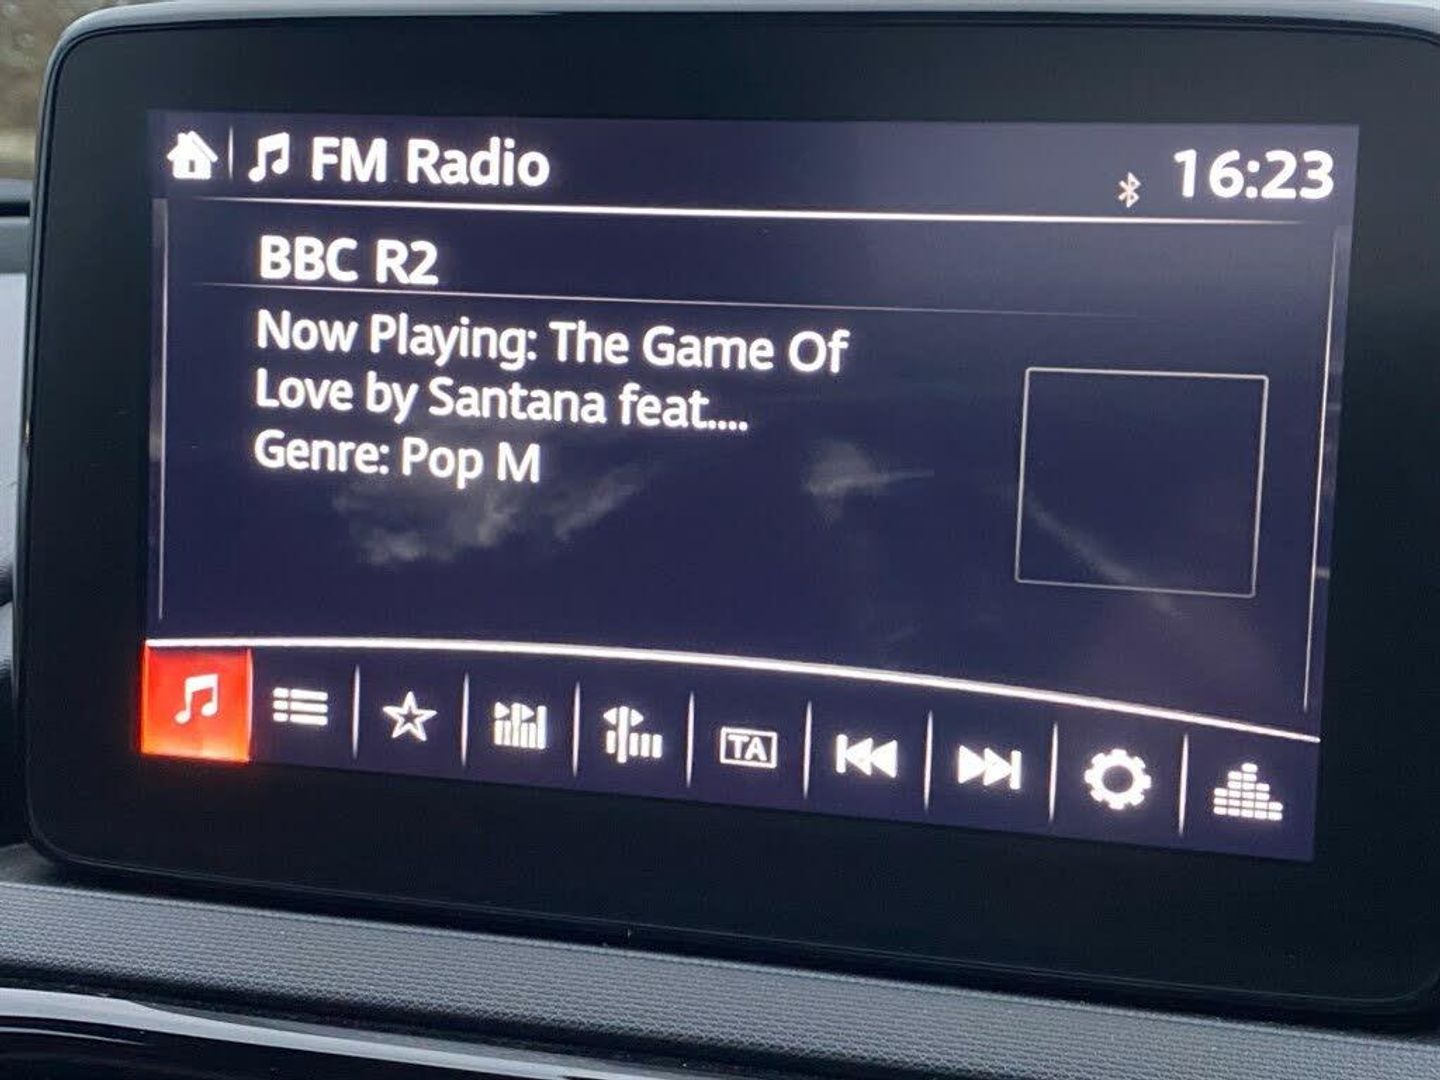 FM Radio
16:23
BBC R2
Now Playing: The Game Of
Love by Santana feat....
Genre: Pop M
TA